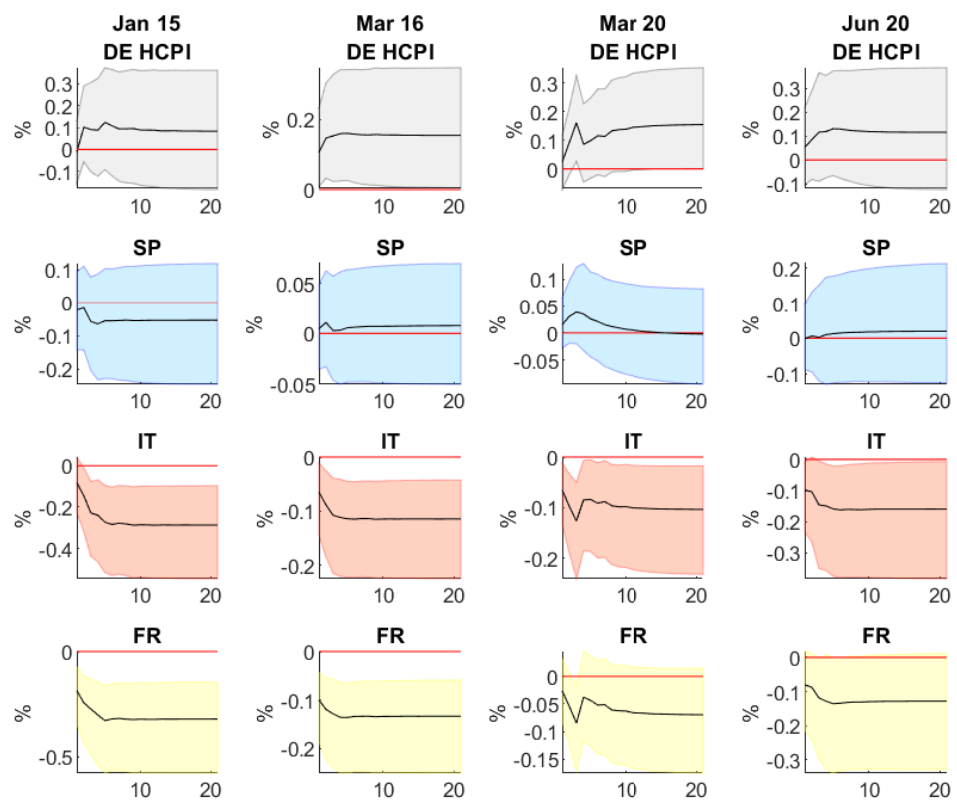 Jan 15 Mar 16 Mar 20 Jun 20
DE HCPI DE HCPI DE HCPI DE HCPI
0.3 0.2 0.1 0 -0.1 % 10 20
0.2 0 % 10 20
0.3 0.2 0.1 0 % 10 20
0.3 0.2 0.1 0 -0.1 % 10 20
SP SP SP SP
0.1 0 -0.1 -0.2 % 10 20
0.05 0 -0.05 % 10 20
0.1 0.05 0 -0.05 % 10 20
0.2 0.1 0 -0.1 % 10 20
IT IT IT IT
0 -0.2 -0.4 % 10 20
0 -0.1 -0.2 % 10 20
0 -0.1 -0.2 % 10 20
0 -0.1 -0.2 -0.3 % 10 20
FR FR FR FR
0 -0.5 % 10 20
0 -0.1 -0.2 % 10 20
0 -0.05 -0.1 -0.15 % 10 20
0 -0.1 -0.2 -0.3 % 10 20